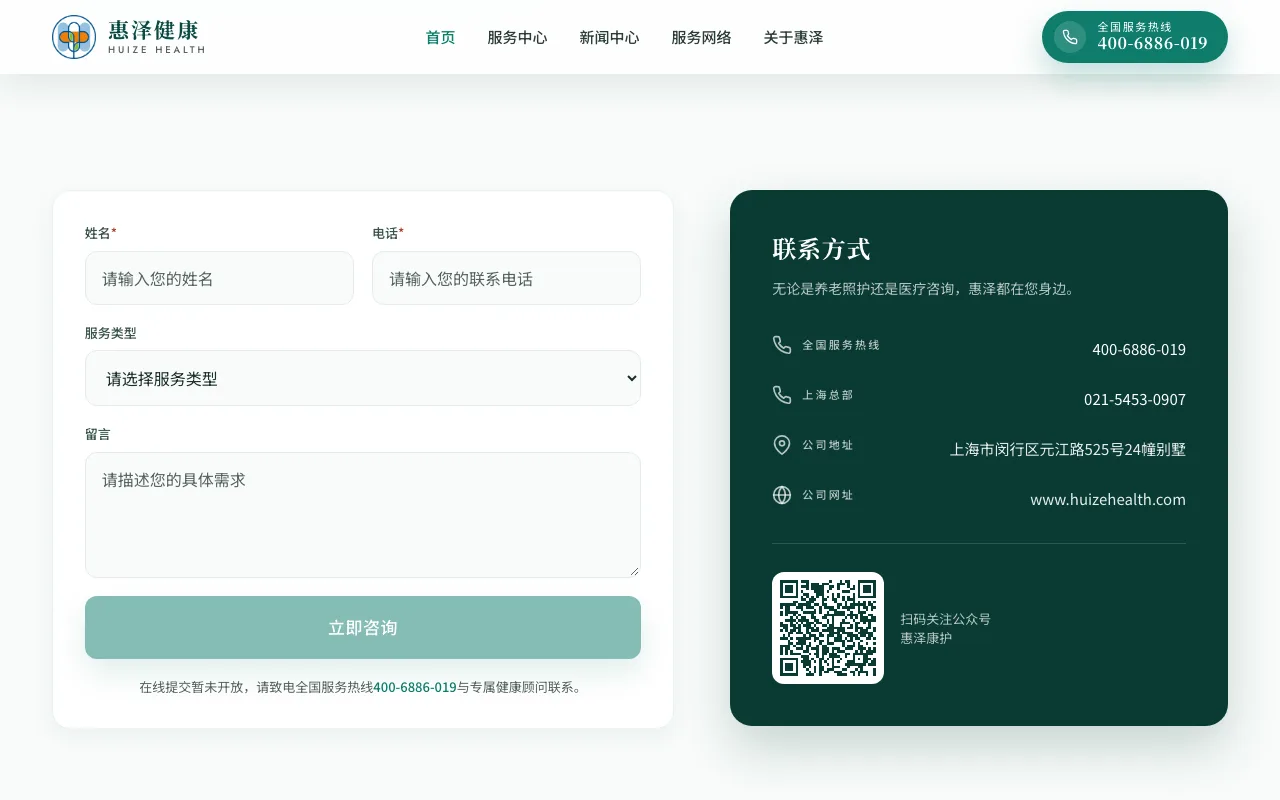 惠泽健康
HUIZE HEALTH
首页
服务中心
新闻中心
服务网络
关于惠泽
全国服务热线
400-6886-019
姓名*
电话*
请输入您的姓名
请输入您的联系电话
服务类型
请选择服务类型
留言
请描述您的具体需求
立即咨询
在线提交暂未开放，请致电全国服务热线400-6886-019与专属健康顾问联系。
联系方式
无论是养老照护还是医疗咨询，惠泽都在您身边。
全国服务热线
400-6886-019
上海总部
021-5453-0907
公司地址
上海市闵行区元江路525号24幢别墅
公司网址
www.huizehealth.com
扫码关注公众号
惠泽康护